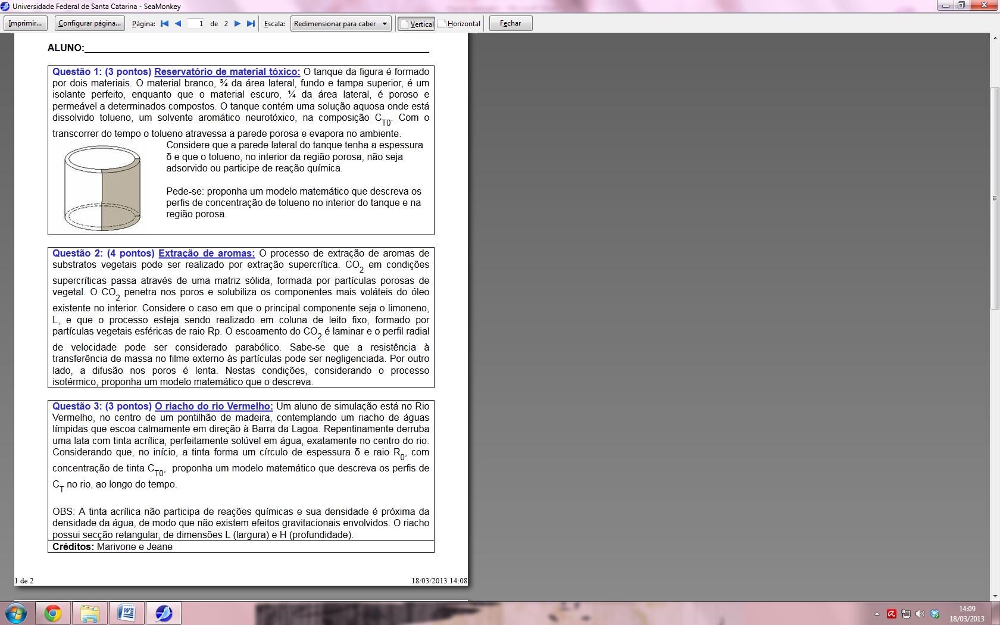 Universidade Federal de Santa Catarina - SeaMonkey
Imprimir... Configurar página... Página: 1 de 2 Escala: Redimensionar para caber Vertical Horizontal Fechar
ALUNO:
Questão 1: (3 pontos) Reservatório de material tóxico: O tanque da figura é formado
por dois materiais. O material branco, ¾ da área lateral, fundo e tampa superior, é um
isolante perfeito, enquanto que o material escuro, ¼ da área lateral, é poroso e
permeável a determinados compostos. O tanque contém uma solução aquosa onde está
dissolvido tolueno, um solvente aromático neurotóxico, na composição CT0. Com o
transcorrer do tempo o tolueno atravessa a parede porosa e evapora no ambiente.
Considere que a parede lateral do tanque tenha a espessura
δ e que o tolueno, no interior da região porosa, não seja
adsorvido ou participe de reação química.
Pede-se: proponha um modelo matemático que descreva os
perfis de concentração de tolueno no interior do tanque e na
região porosa.
Questão 2: (4 pontos) Extração de aromas: O processo de extração de aromas de
substratos vegetais pode ser realizado por extração supercrítica. CO2 em condições
supercríticas passa através de uma matriz sólida, formada por partículas porosas de
vegetal. O CO2 penetra nos poros e solubiliza os componentes mais voláteis do óleo
existente no interior. Considere o caso em que o principal componente seja o limoneno,
L, e que o processo esteja sendo realizado em coluna de leito fixo, formado por
partículas vegetais esféricas de raio Rp. O escoamento do CO2 é laminar e o perfil radial
de velocidade pode ser considerado parabólico. Sabe-se que a resistência à
transferência de massa no filme externo às partículas pode ser negligenciada. Por outro
lado, a difusão nos poros é lenta. Nestas condições, considerando o processo
isotérmico, proponha um modelo matemático que o descreva.
Questão 3: (3 pontos) O riacho do rio Vermelho: Um aluno de simulação está no Rio
Vermelho, no centro de um pontilhão de madeira, contemplando um riacho de águas
límpidas que escoa calmamente em direção à Barra da Lagoa. Repentinamente derruba
uma lata com tinta acrílica, perfeitamente solúvel em água, exatamente no centro do rio.
Considerando que, no início, a tinta forma um círculo de espessura δ e raio R0, com
concentração de tinta CT0, proponha um modelo matemático que descreva os perfis de
CT no rio, ao longo do tempo.
OBS: A tinta acrílica não participa de reações químicas e sua densidade é próxima da
densidade da água, de modo que não existem efeitos gravitacionais envolvidos. O riacho
possui secção retangular, de dimensões L (largura) e H (profundidade).
Créditos: Marivone e Jeane
1 de 2 18/03/2013 14:08
14:09
18/03/2013